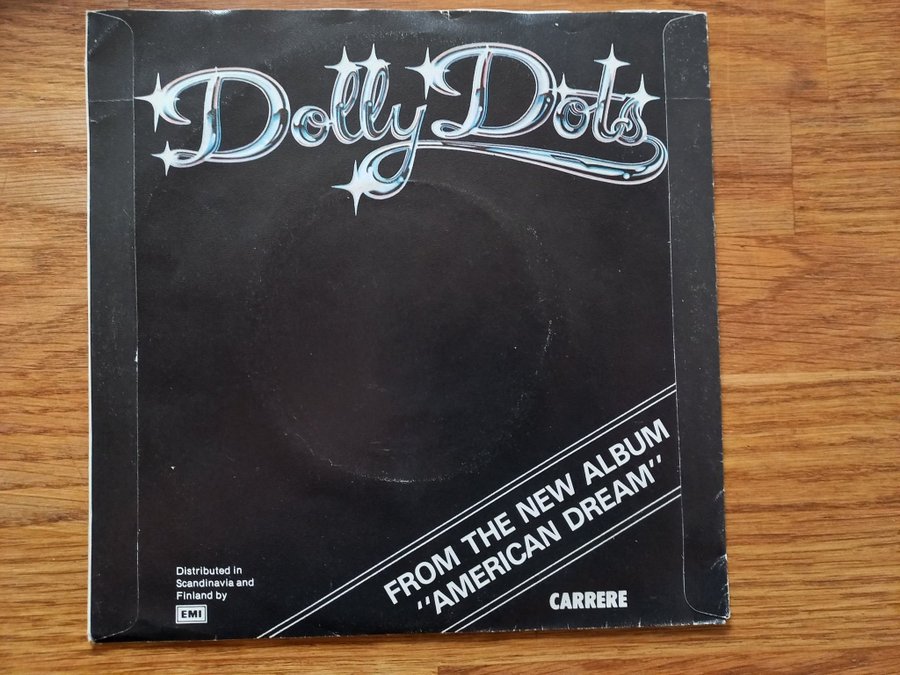 Dolly Dots
FROM THE NEW ALBUM
"AMERICAN DREAM"
Distributed in
Scandinavia and
Finland by
EMI
CARRERE